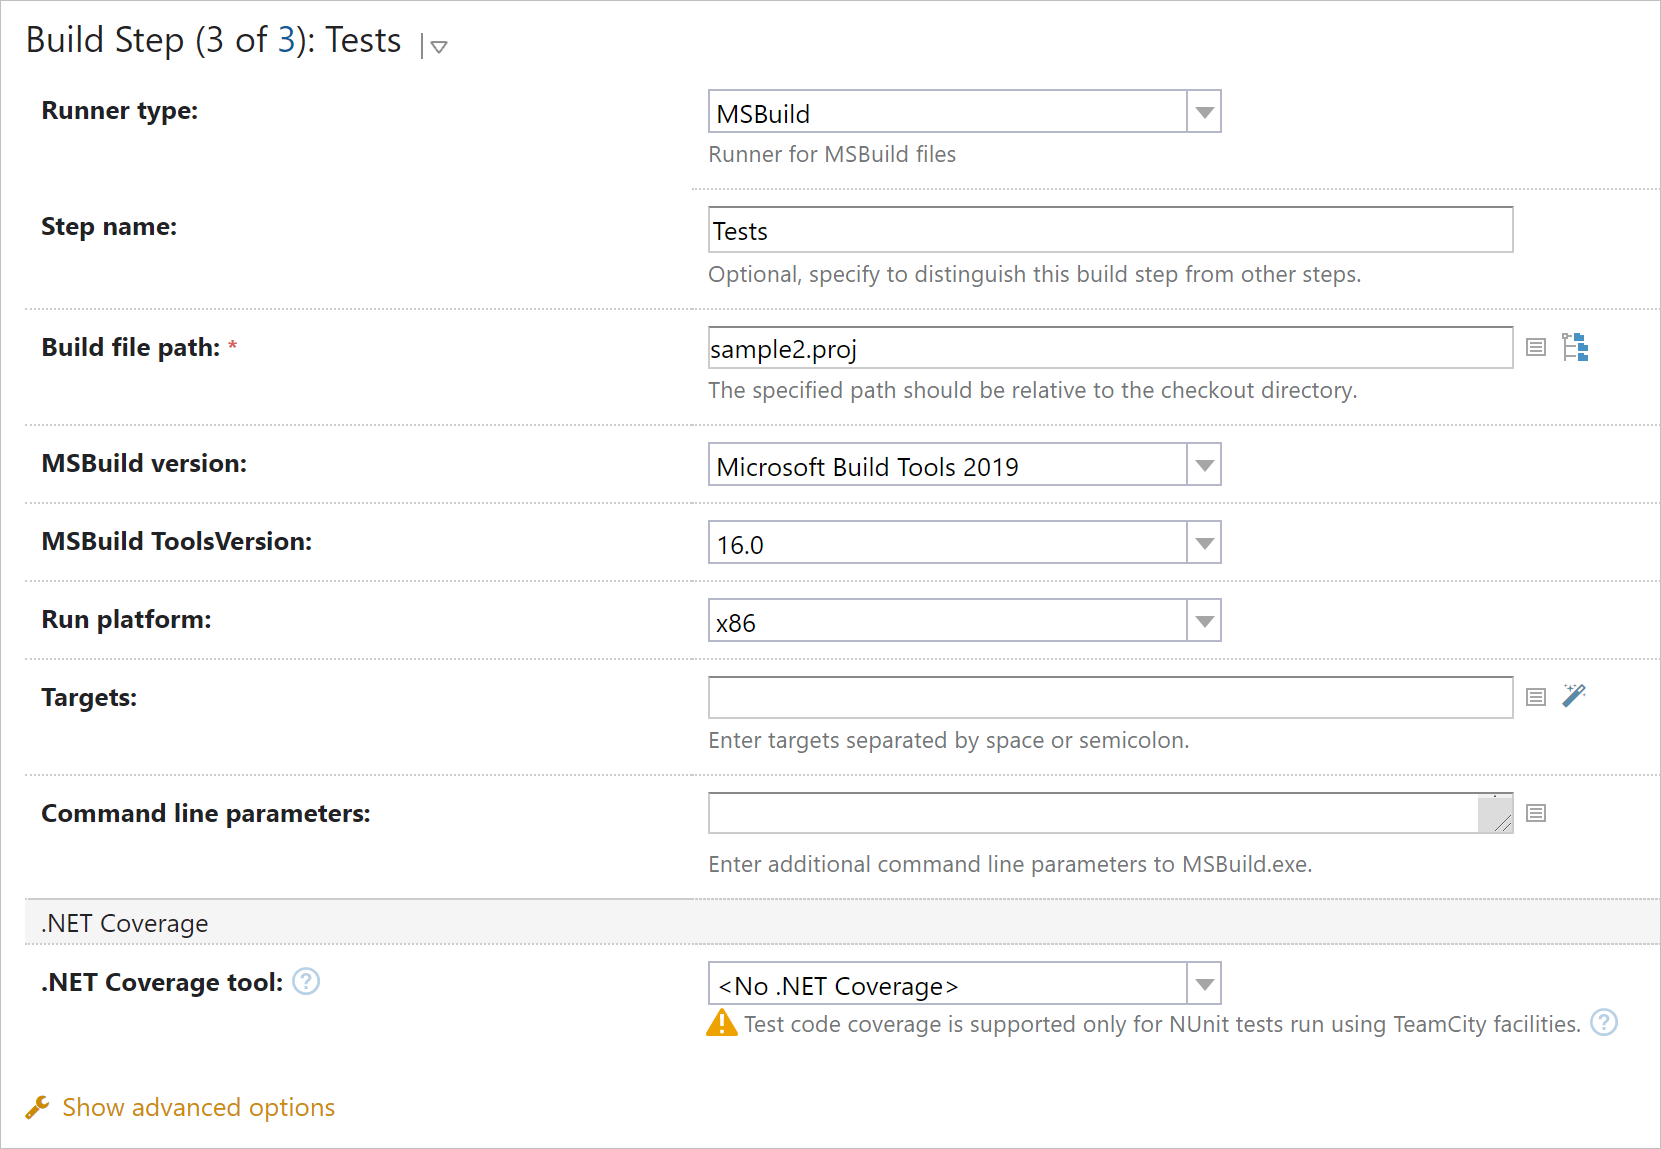 Build Step (3 of 3): Tests
Runner type:
MSBuild
Runner for MSBuild files
Step name:
Tests
Optional, specify to distinguish this build step from other steps.
Build file path: *
sample2.proj
The specified path should be relative to the checkout directory.
MSBuild version:
Microsoft Build Tools 2019
MSBuild ToolsVersion:
16.0
Run platform:
x86
Targets:
Enter targets separated by space or semicolon.
Command line parameters:
Enter additional command line parameters to MSBuild.exe.
.NET Coverage
.NET Coverage tool: ?
<No .NET Coverage>
Test code coverage is supported only for NUnit tests run using TeamCity facilities. ?
Show advanced options